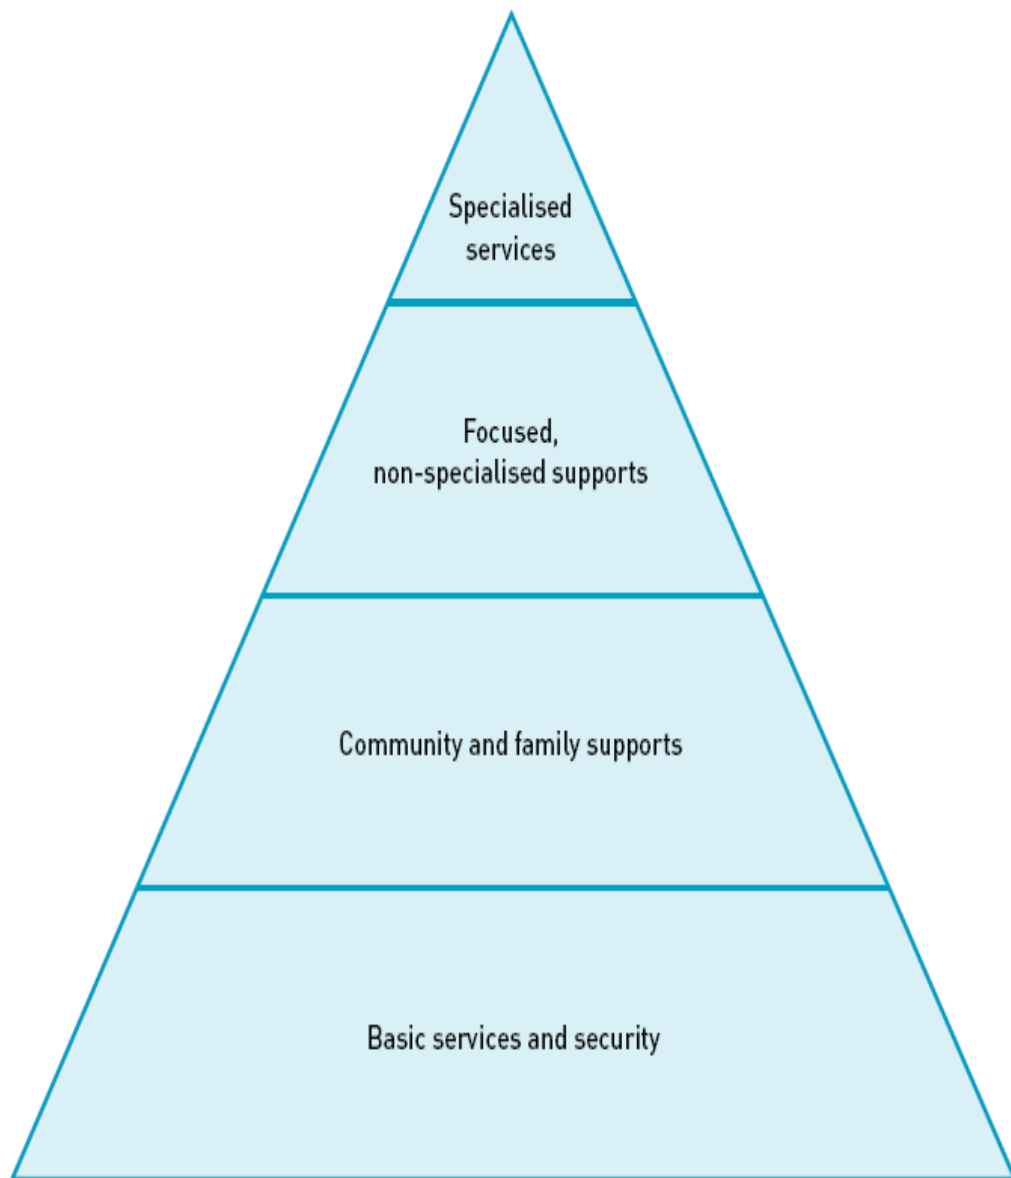 Specialised
services
Focused,
non-specialised supports
Community and family supports
Basic services and security